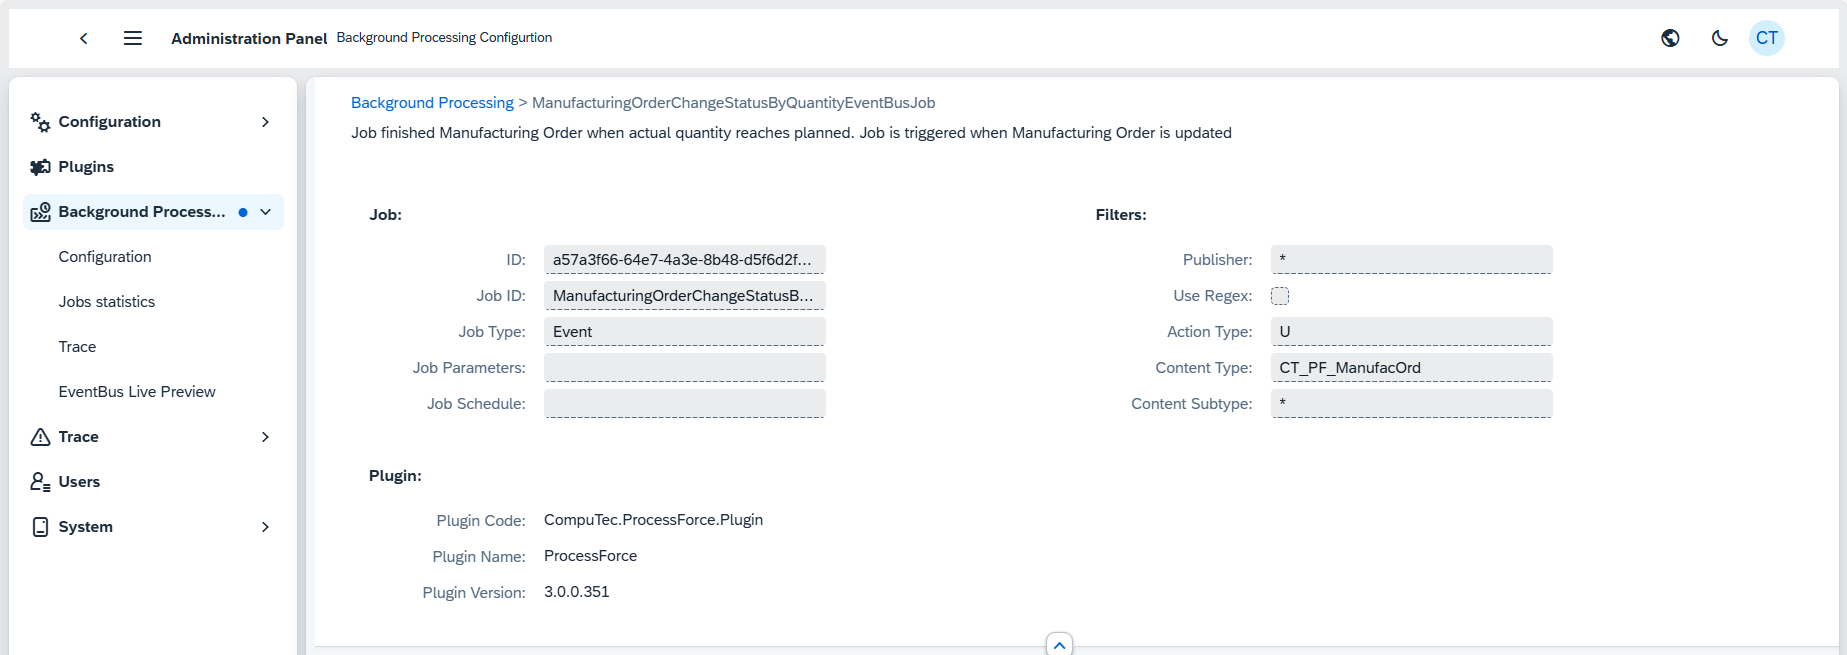 Administration Panel Background Processing Configurtion
CT
Configuration
Plugins
Background Process...
Configuration
Jobs statistics
Trace
EventBus Live Preview
Trace
Users
System
Background Processing > ManufacturingOrderChangeStatusByQuantityEventBusJob
Job finished Manufacturing Order when actual quantity reaches planned. Job is triggered when Manufacturing Order is updated
Job:
ID: a57a3f66-64e7-4a3e-8b48-d5f6d2f...
Job ID: ManufacturingOrderChangeStatusB...
Job Type: Event
Job Parameters:
Job Schedule:
Filters:
Publisher: *
Use Regex:
Action Type: U
Content Type: CT_PF_ManufacOrd
Content Subtype: *
Plugin:
Plugin Code: CompuTec.ProcessForce.Plugin
Plugin Name: ProcessForce
Plugin Version: 3.0.0.351